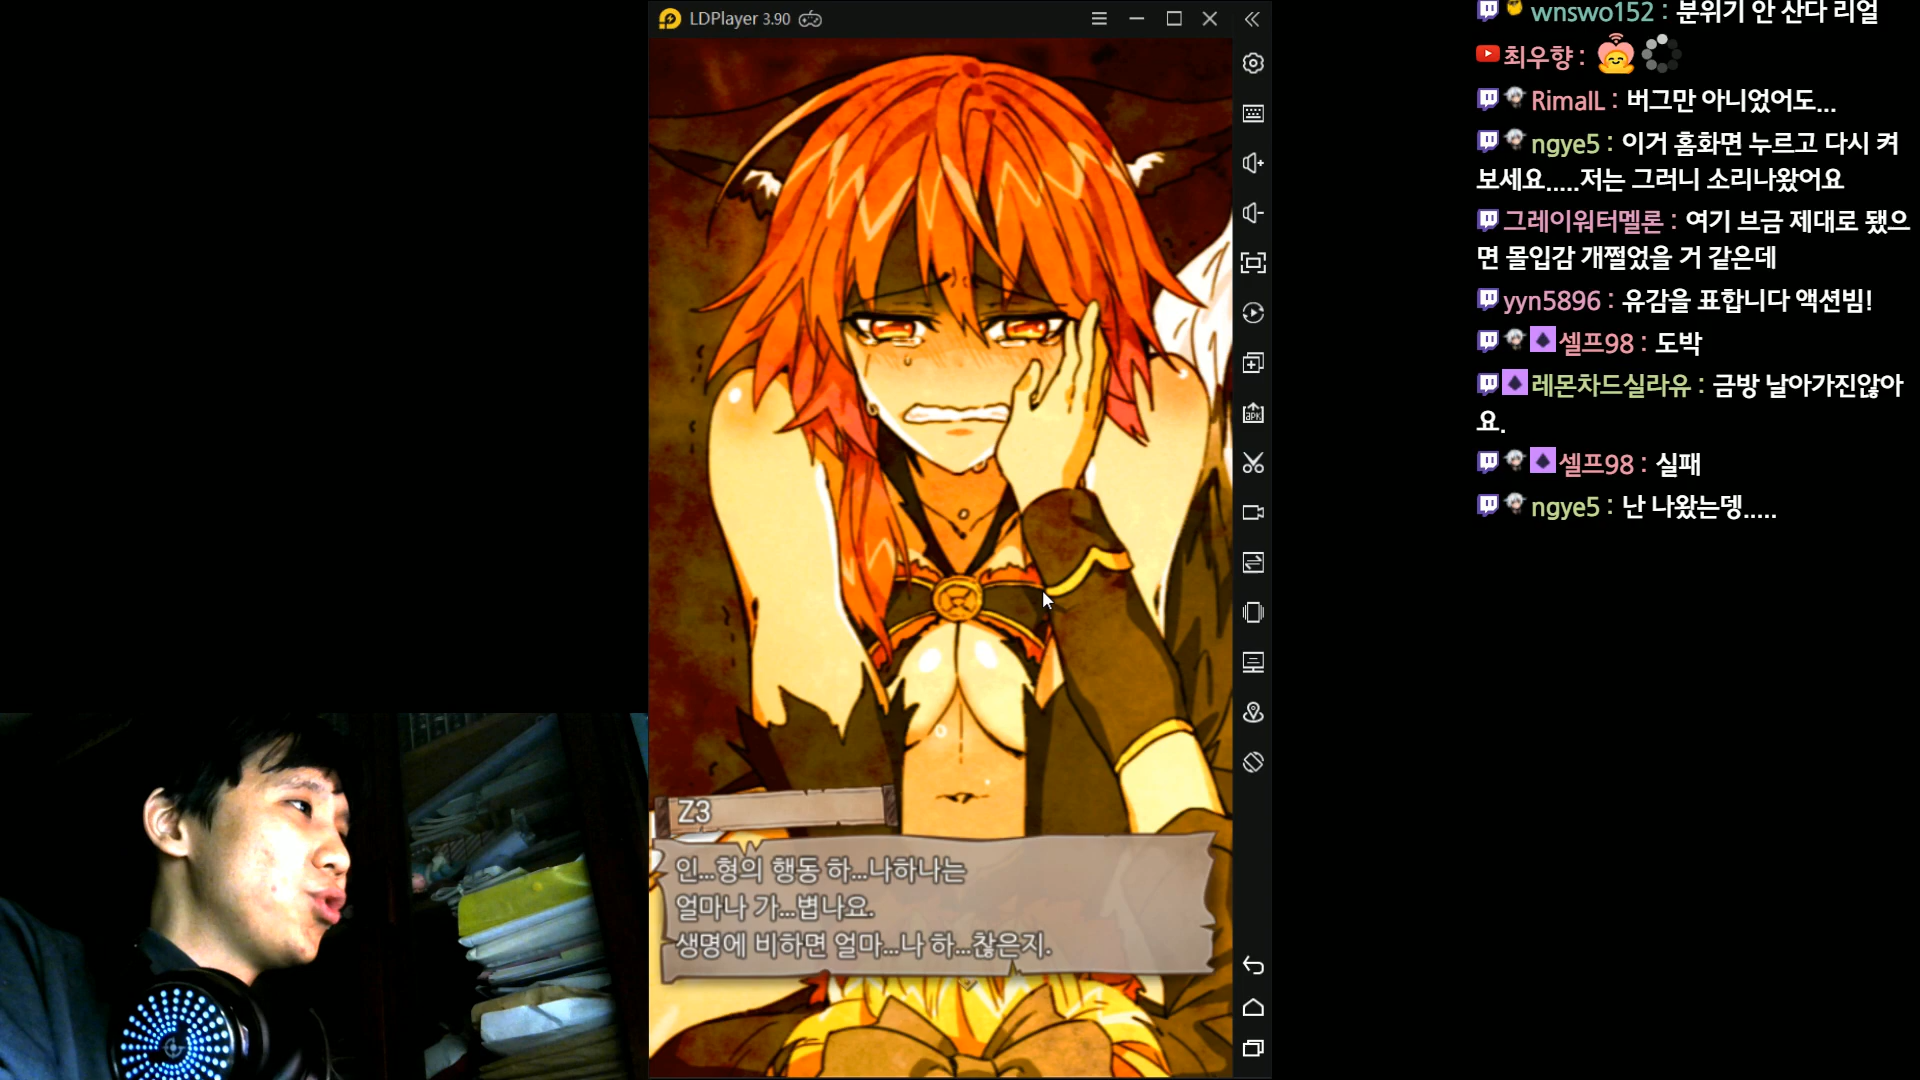 LDPlayer 3.90
Z3
인...형의 행동 하...나하나는
얼마나 가...볍나요.
생명에 비하면 얼마...나 하...찮은지.
wnswo152 : 분위기 안 산다 리얼
최우향 :
RimalL : 버그만 아니었어도...
ngye5 : 이거 홈화면 누르고 다시 켜
보세요.....저는 그러니 소리나왔어요
그레이워터멜론 : 여기 브금 제대로 됐으
면 몰입감 개쩔었을 거 같은데
yyn5896 : 유감을 표합니다 액션빔!
셀프98 : 도박
레몬차드실라유 : 금방 날아가진않아
요.
셀프98 : 실패
ngye5 : 난 나왔는뎅.....
APK